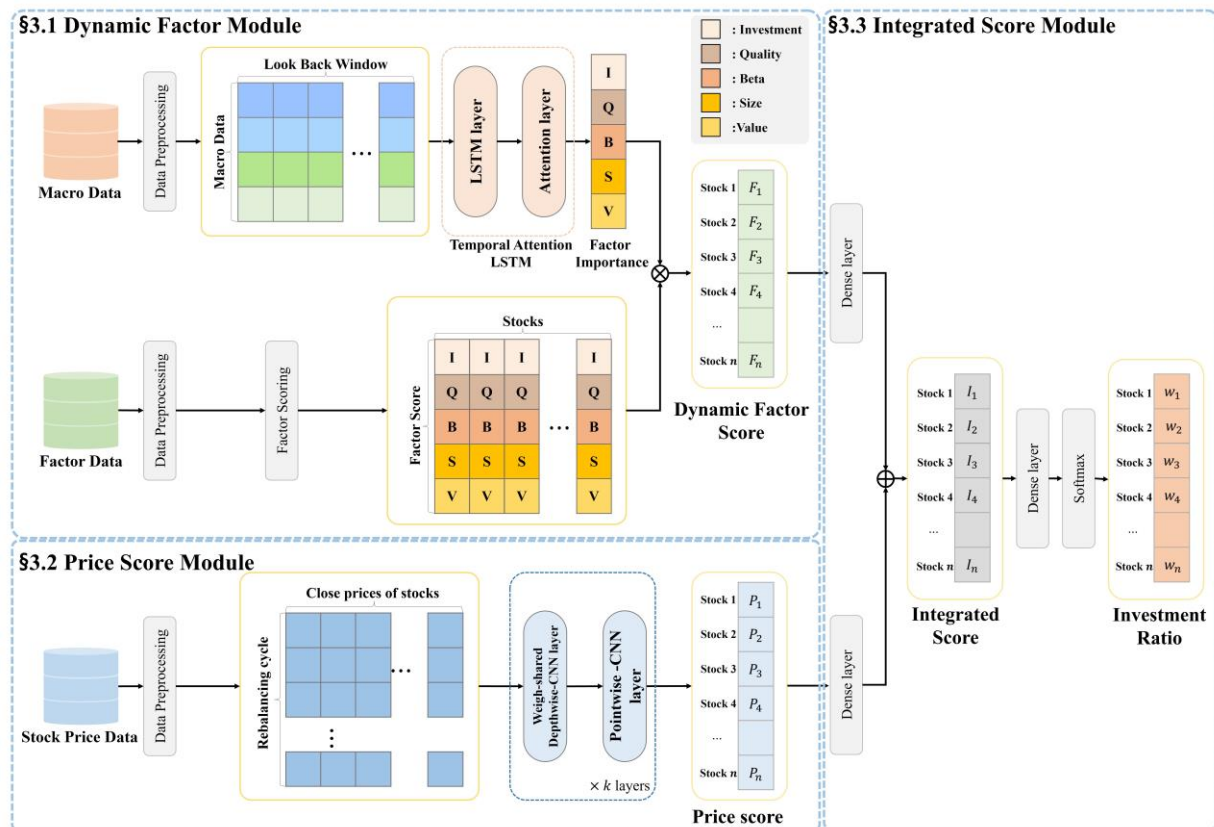 §3.1 Dynamic Factor Module
Macro Data
Data Preprocessing
Look Back Window
Macro Data
...
LSTM layer
Attention layer
Temporal Attention
LSTM
I
Q
B
S
V
Factor
Importance
: Investment
: Quality
: Beta
: Size
:Value
Factor Data
Data Preprocessing
Factor Scoring
Stocks
Factor Score
I I I I
Q Q Q Q
B B B ... B
S S S S
V V V V
Stock 1 F₁
Stock 2 F₂
Stock 3 F₃
Stock 4 F₄
...
Stock n Fₙ
Dynamic Factor
Score
§3.2 Price Score Module
Stock Price Data
Data Preprocessing
Close prices of stocks
Rebalancing cycle
...
...
Weigh-shared
Depthwise-CNN layer
Pointwise -CNN
layer
× k layers
Stock 1 P₁
Stock 2 P₂
Stock 3 P₃
Stock 4 P₄
...
Stock n Pₙ
Price score
§3.3 Integrated Score Module
Dense layer
Dense layer
Stock 1 I₁
Stock 2 I₂
Stock 3 I₃
Stock 4 I₄
...
Stock n Iₙ
Integrated
Score
Dense layer
Softmax
Stock 1 w₁
Stock 2 w₂
Stock 3 w₃
Stock 4 w₄
...
Stock n wₙ
Investment
Ratio